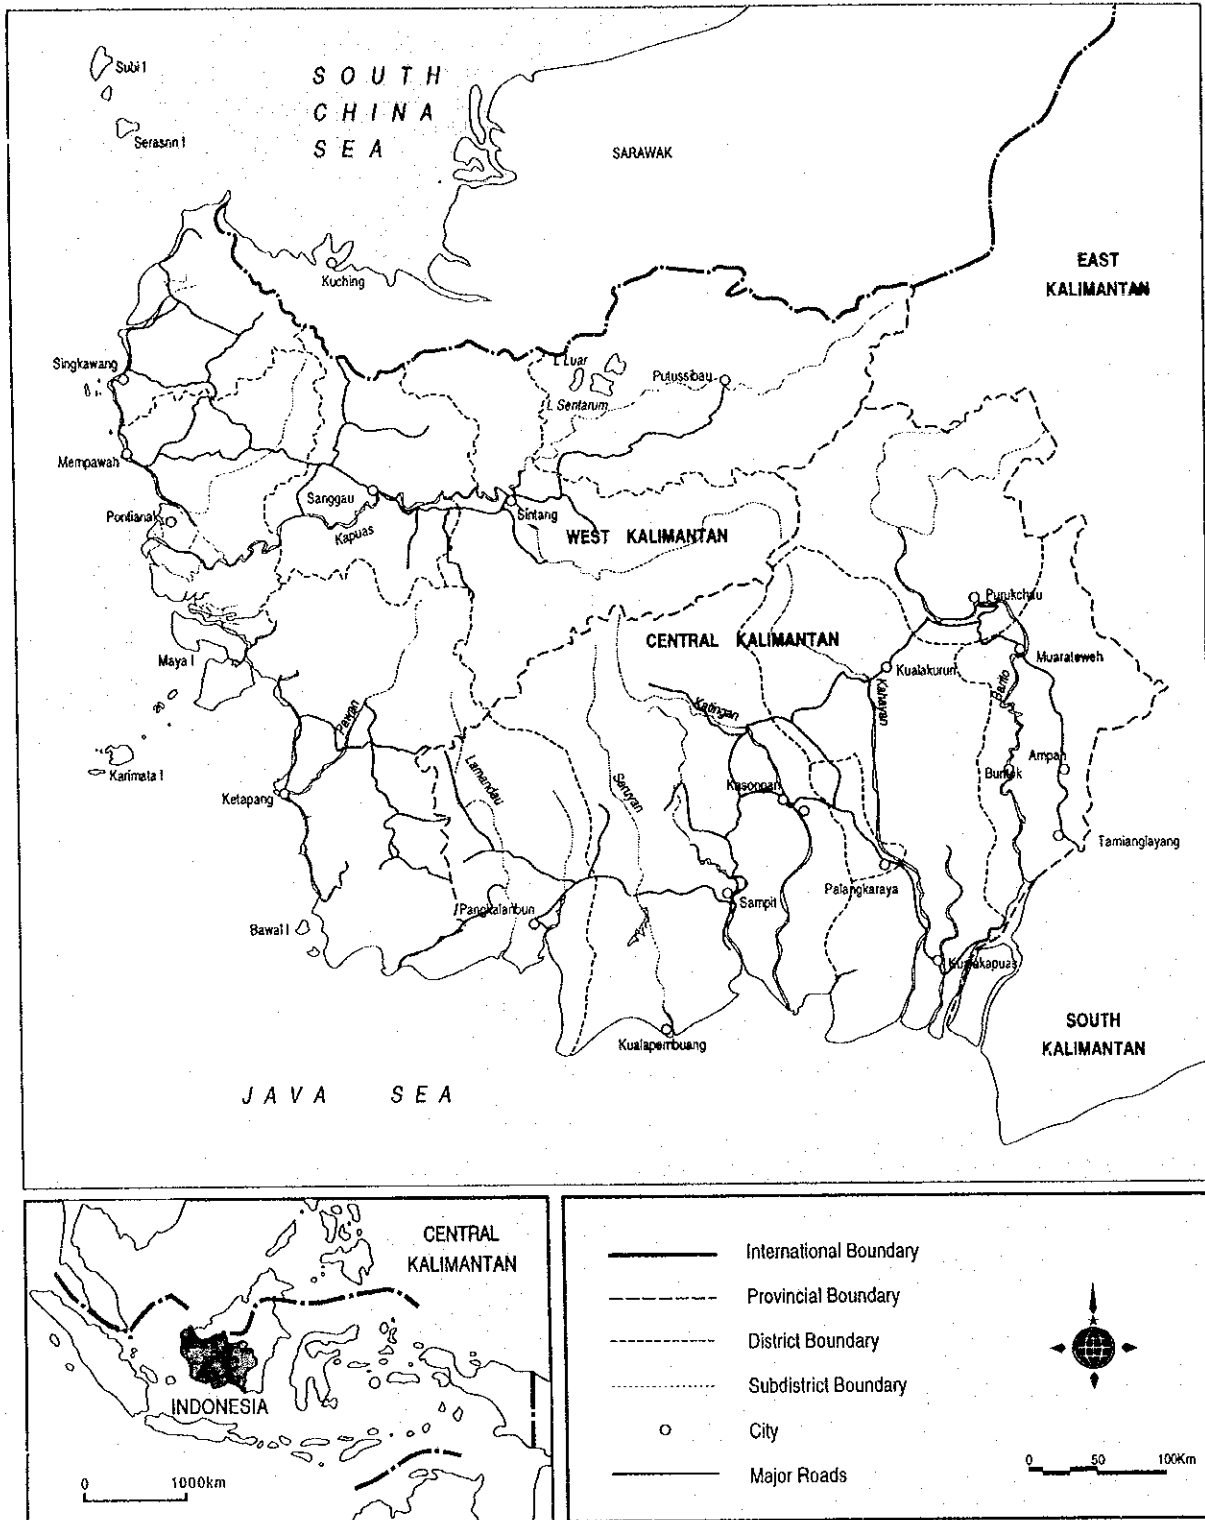 Subi I
Serasan I
SOUTH
CHINA
SEA
SARAWAK
Kuching
EAST
KALIMANTAN
Singkawang
L Luar
L Sentarum
Putussibau
Mempawah
Sanggau
Pontianak
Kapuas
Sintang
WEST KALIMANTAN
Purukchau
CENTRAL KALIMANTAN
Maya I
Muarateweh
Kualakurun
Barito
Kahayan
Katingan
Pawan
Karimata I
Lamandau
Seruyan
Ampah
Buntok
Kasongan
Ketapang
Tamianglayang
Palangkaraya
Pangkalanbun
Sampit
Bawal I
Kualakapuas
SOUTH
KALIMANTAN
Kualapembuang
JAVA SEA
CENTRAL
KALIMANTAN
INDONESIA
0 1000km
International Boundary
Provincial Boundary
District Boundary
Subdistrict Boundary
City
Major Roads
0 50 100Km